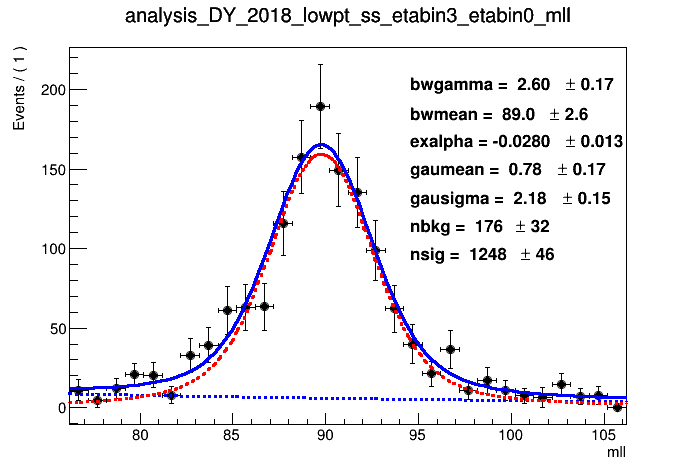 analysis_DY_2018_lowpt_ss_etabin3_etabin0_mll
Events / ( 1 )
bwgamma = 2.60 ± 0.17
bwmean = 89.0 ± 2.6
exalpha = -0.0280 ± 0.013
gaumean = 0.78 ± 0.17
gausigma = 2.18 ± 0.15
nbkg = 176 ± 32
nsig = 1248 ± 46
200
150
100
50
0
80 85 90 95 100 105
mll